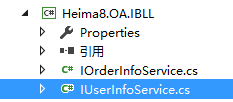 Heima8.OA.IBLL
Properties
引用
IOrderInfoService.cs
IUserInfoService.cs